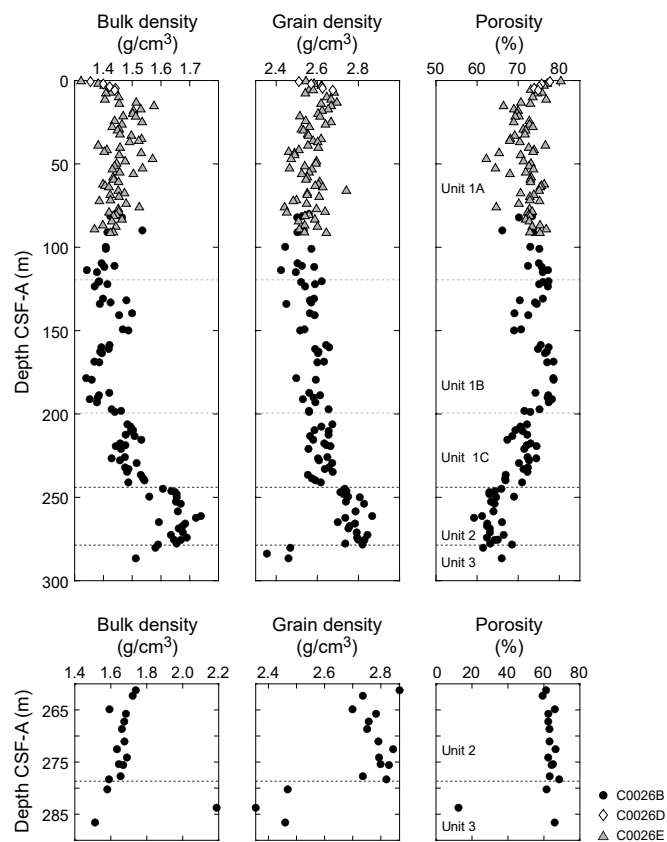 Bulk density
(g/cm³)
Grain density
(g/cm³)
Porosity
(%)
1.4 1.5 1.6 1.7
2.4 2.6 2.8
50 60 70 80
0
50
100
150
200
250
300
Depth CSF-A (m)
Unit 1A
Unit 1B
Unit 1C
Unit 2
Unit 3
Bulk density
(g/cm³)
Grain density
(g/cm³)
Porosity
(%)
1.4 1.6 1.8 2.0 2.2
2.4 2.6 2.8
0 20 40 60 80
265
275
285
Depth CSF-A (m)
Unit 2
Unit 3
C0026B
C0026D
C0026E